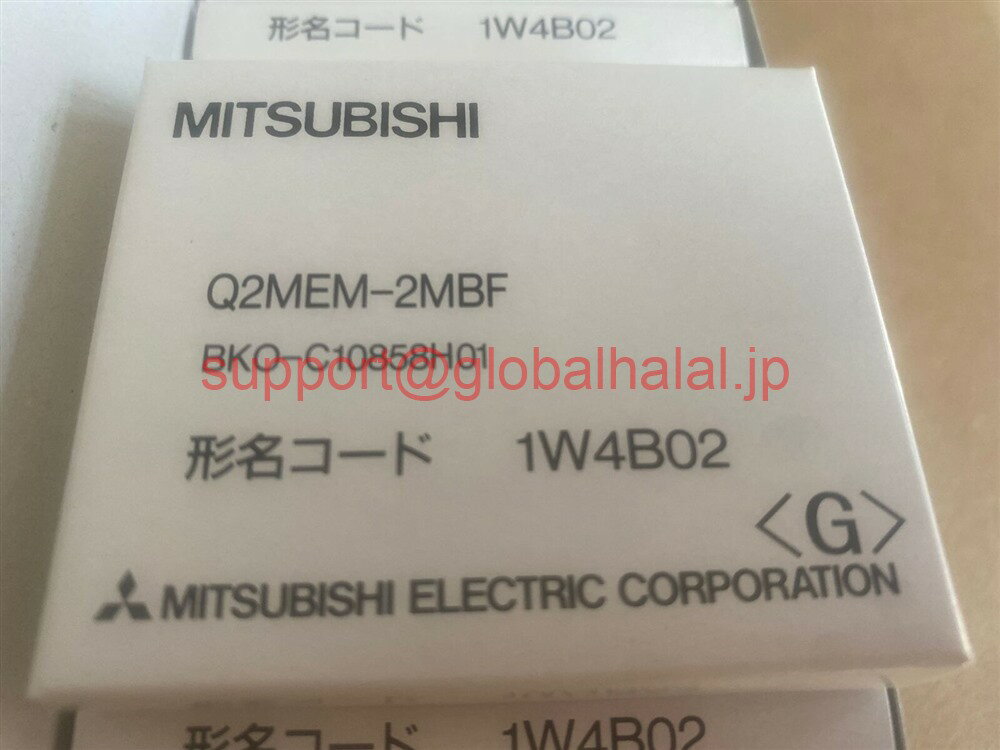 形名コード 1W4B02
MITSUBISHI
Q2MEM-2MBF
BKO-C10858H01
support@globalhalal.jp
形名コード 1W4B02
<G>
MITSUBISHI ELECTRIC CORPORATION
形名コード 1W4B02